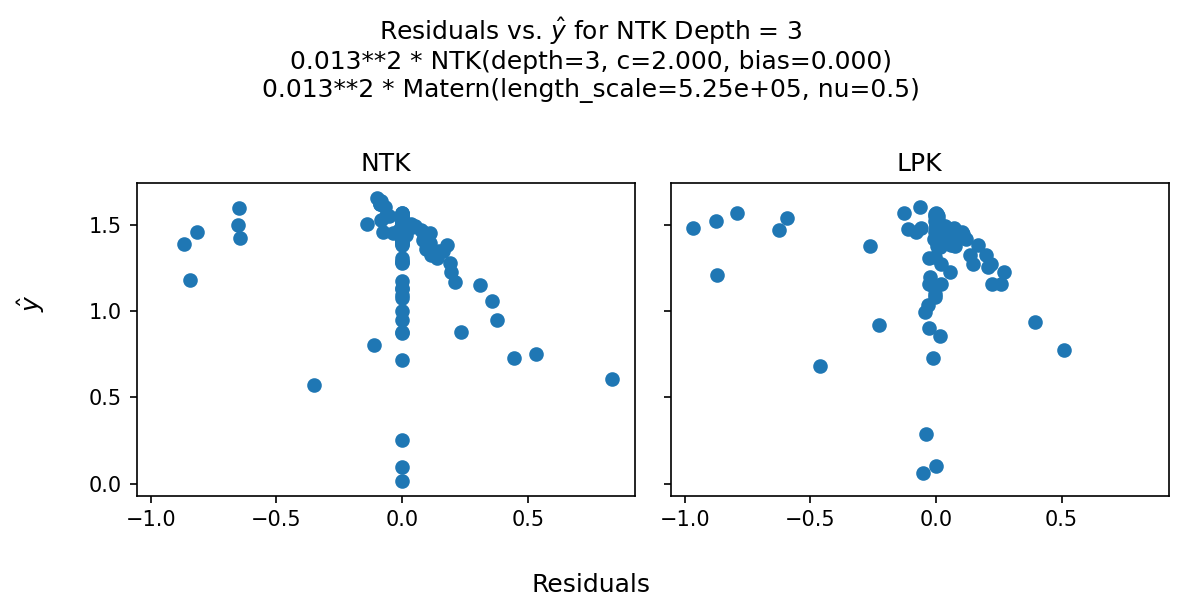 Residuals vs. ŷ for NTK Depth = 3
0.013**2 * NTK(depth=3, c=2.000, bias=0.000)
0.013**2 * Matern(length_scale=5.25e+05, nu=0.5)
NTK
LPK
1.5
1.0
0.5
0.0
ŷ
−1.0 −0.5 0.0 0.5
−1.0 −0.5 0.0 0.5
Residuals